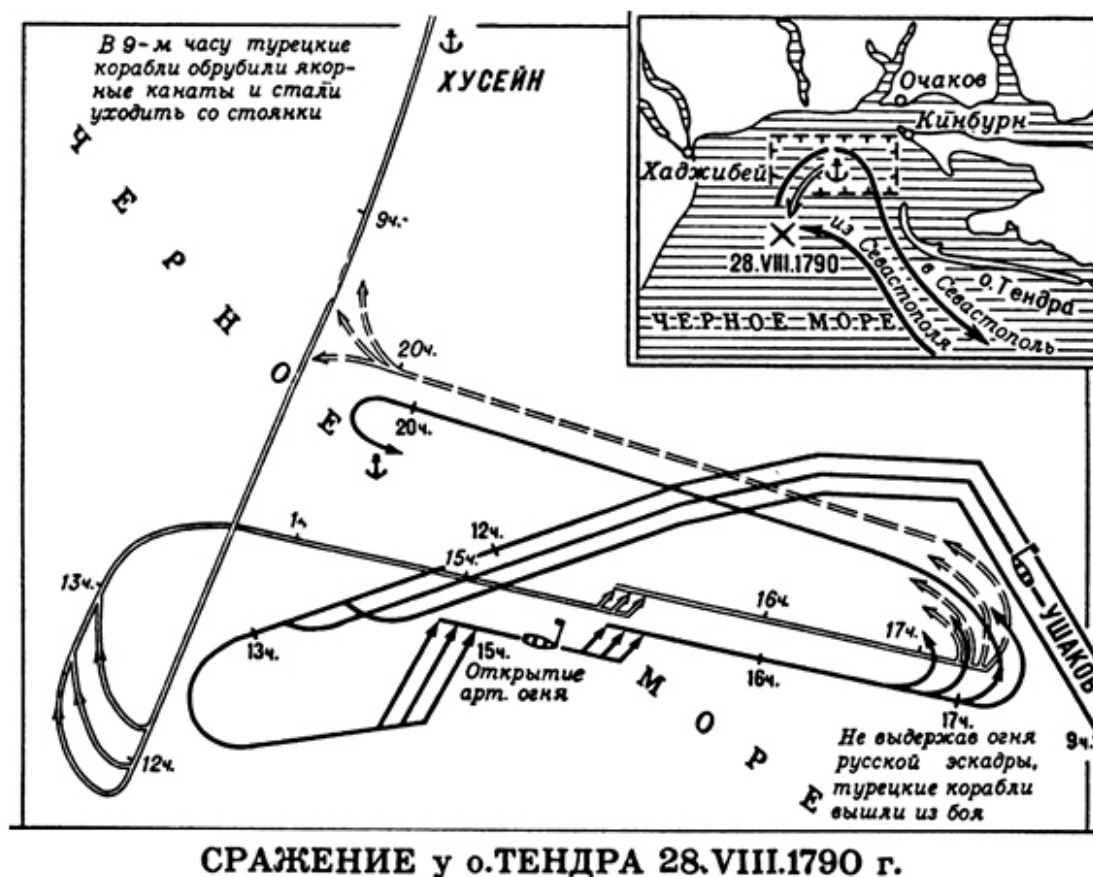 В 9-м часу турецкие
корабли обрубили якор-
ные канаты и стали
уходить со стоянки
ХУСЕЙН
ЧЕРНОЕ
МОРЕ
9ч.
20ч.
20ч.
1ч.
12ч.
15ч.
13ч.
13ч.
12ч.
15ч.
Открытие
арт. огня
16ч.
16ч.
17ч.
17ч.
УШАКОВ
9ч.
Не выдержав огня
русской эскадры,
турецкие корабли
вышли из боя
Очаков
Кинбурн
Хаджибей
28.VIII.1790
из Севастополя
в Севастополь
о.Тендра
ЧЕРНОЕ МОРЕ
СРАЖЕНИЕ у о.ТЕНДРА 28.VIII.1790 г.